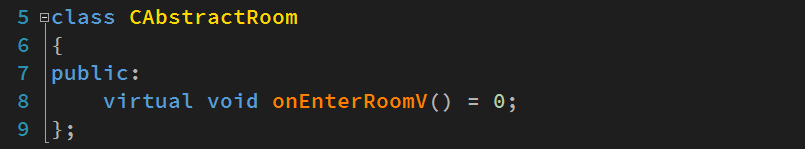 5 class CAbstractRoom
6 {
7 public:
8     virtual void onEnterRoomV() = 0;
9 };